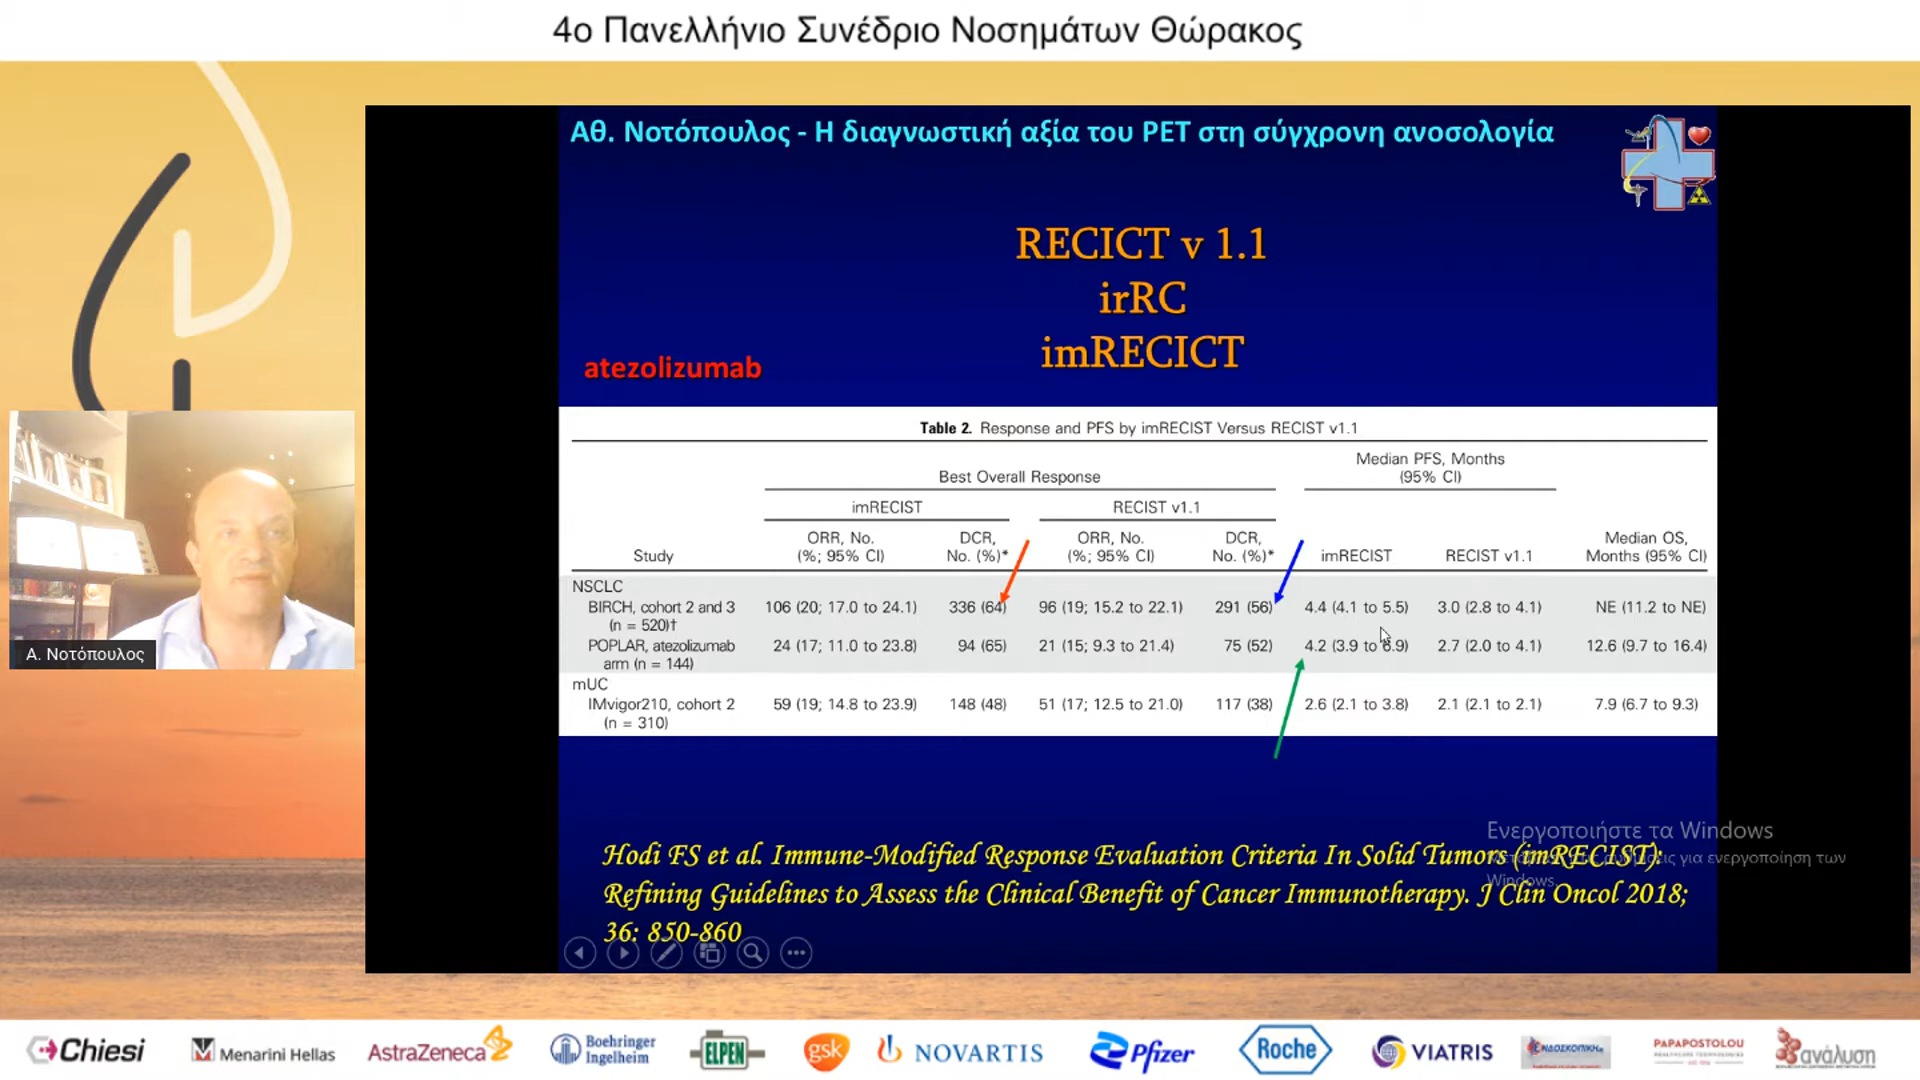 4ο Πανελλήνιο Συνέδριο Νοσημάτων Θώρακος
Αθ. Νοτόπουλος - Η διαγνωστική αξία του PET στη σύγχρονη ανοσολογία
RECICT v 1.1
irRC
imRECICT
atezolizumab
Table 2. Response and PFS by imRECIST Versus RECIST v1.1
Best Overall Response
Median PFS, Months
(95% CI)
imRECIST
RECIST v1.1
Study
ORR, No.
(%; 95% CI)
DCR,
No. (%)*
ORR, No.
(%; 95% CI)
DCR,
No. (%)*
imRECIST
RECIST v1.1
Median OS,
Months (95% CI)
NSCLC
BIRCH, cohort 2 and 3 106 (20; 17.0 to 24.1) 336 (64) 96 (19; 15.2 to 22.1) 291 (56) 4.4 (4.1 to 5.5) 3.0 (2.8 to 4.1) NE (11.2 to NE)
(n = 520)†
POPLAR, atezolizumab 24 (17; 11.0 to 23.8) 94 (65) 21 (15; 9.3 to 21.4) 75 (52) 4.2 (3.9 to 6.9) 2.7 (2.0 to 4.1) 12.6 (9.7 to 16.4)
arm (n = 144)
mUC
IMvigor210, cohort 2 59 (19; 14.8 to 23.9) 148 (48) 51 (17; 12.5 to 21.0) 117 (38) 2.6 (2.1 to 3.8) 2.1 (2.1 to 2.1) 7.9 (6.7 to 9.3)
(n = 310)
Hodi FS et al. Immune-Modified Response Evaluation Criteria In Solid Tumors (imRECIST):
Refining Guidelines to Assess the Clinical Benefit of Cancer Immunotherapy. J Clin Oncol 2018;
36: 850-860
Ενεργοποιήστε τα Windows
για ενεργοποίηση των
Windows.
Α. Νοτόπουλος
Chiesi
Menarini Hellas
AstraZeneca
Boehringer
Ingelheim
ELPEN
gsk
NOVARTIS
Pfizer
Roche
VIATRIS
ΕΝΔΟΣΚΟΠΙΚΗ
PAPAPOSTOLOU
ανάλυση